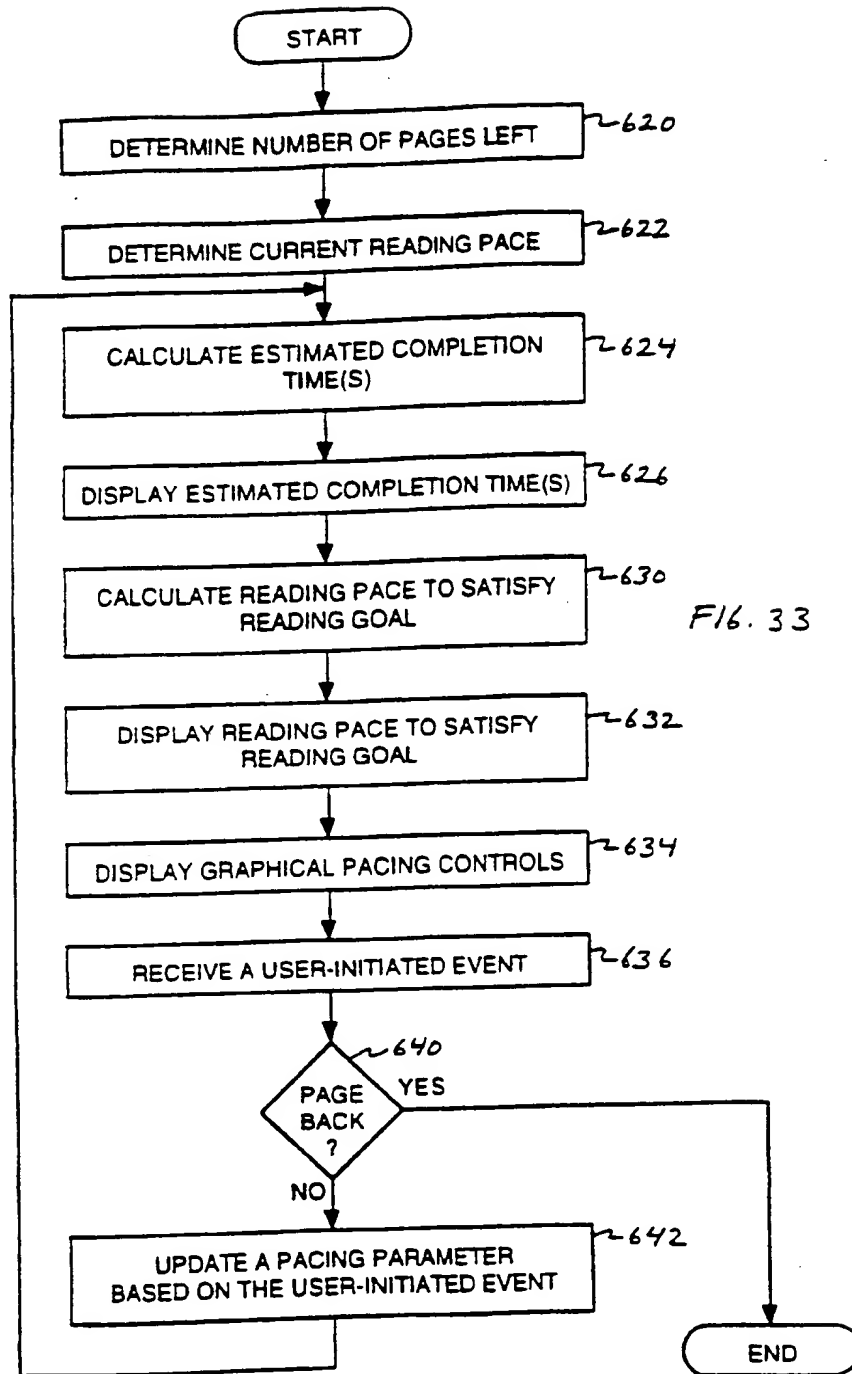 START
DETERMINE NUMBER OF PAGES LEFT
620
DETERMINE CURRENT READING PACE
622
CALCULATE ESTIMATED COMPLETION
TIME(S)
624
DISPLAY ESTIMATED COMPLETION TIME(S)
626
CALCULATE READING PACE TO SATISFY
READING GOAL
630
FIG. 33
DISPLAY READING PACE TO SATISFY
READING GOAL
632
DISPLAY GRAPHICAL PACING CONTROLS
634
RECEIVE A USER-INITIATED EVENT
636
640
PAGE
BACK
?
YES
NO
UPDATE A PACING PARAMETER
BASED ON THE USER-INITIATED EVENT
642
END